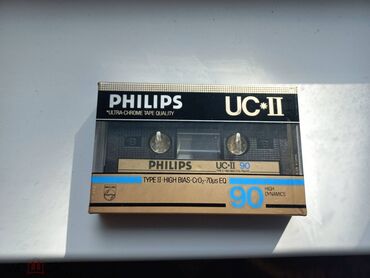 PHILIPS UC*II
*ULTRA-CHROME TAPE QUALITY
PHILIPS UC-II 90
TYPE II·HIGH BIAS-CrO₂-70µs EQ.
90 HIGH DYNAMICS